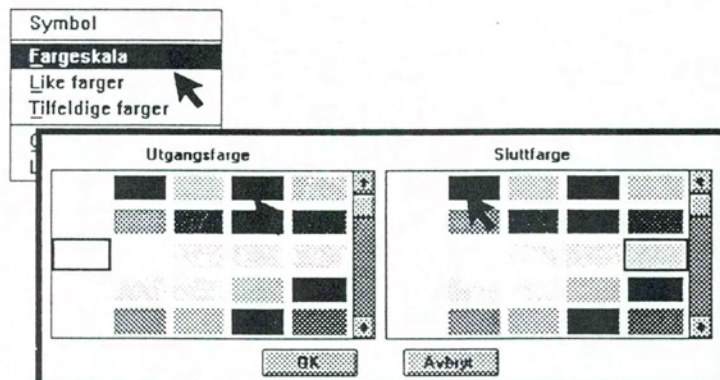 Symbol
Fargeskala
Like farger
Tilfeldige farger
L
Utgangsfarge
Sluttfarge
OK
Avbryt